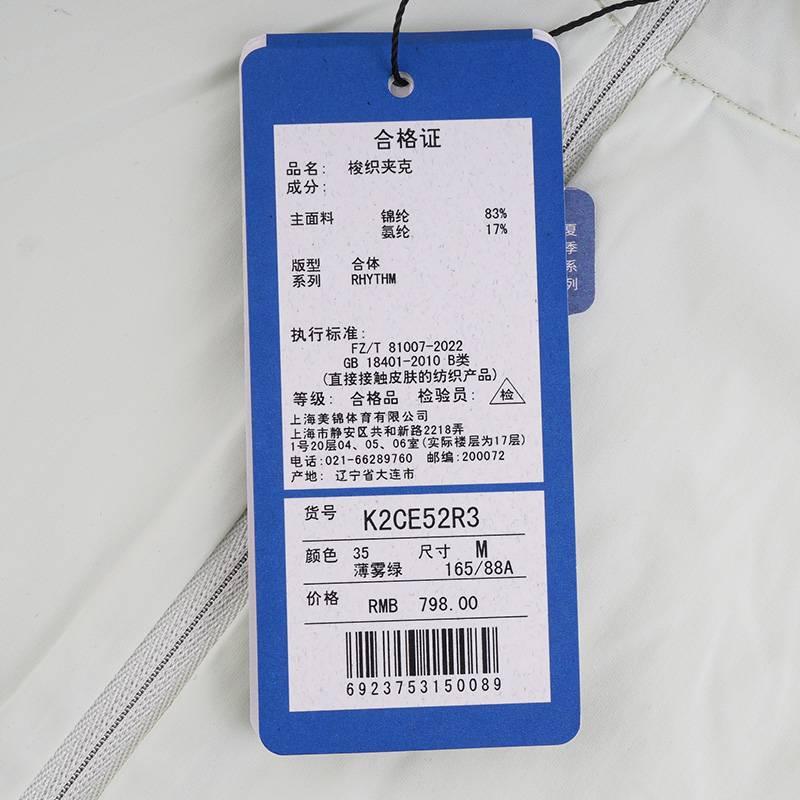 合格证
品名: 梭织夹克
成分:
主面料 锦纶 83%
氨纶 17%
版型 合体
系列 RHYTHM
执行标准:
FZ/T 81007-2022
GB 18401-2010 B类
(直接接触皮肤的纺织产品)
等级: 合格品 检验员: 检
上海美锦体育有限公司
上海市静安区共和新路2218弄
1号20层04、05、06室(实际楼层为17层)
电话:021-66289760 邮编:200072
产地: 辽宁省大连市
货号 K2CE52R3
颜色 35 尺寸 M
薄雾绿 165/88A
价格 RMB 798.00
6923753150089
夏季系列